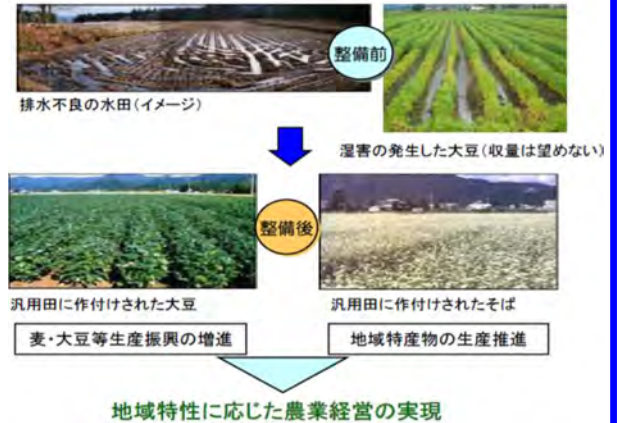 整備前
排水不良の水田(イメージ)
湿害の発生した大豆(収量は望めない)
整備後
汎用田に作付けされた大豆
汎用田に作付けされたそば
麦・大豆等生産振興の増進
地域特産物の生産推進
地域特性に応じた農業経営の実現